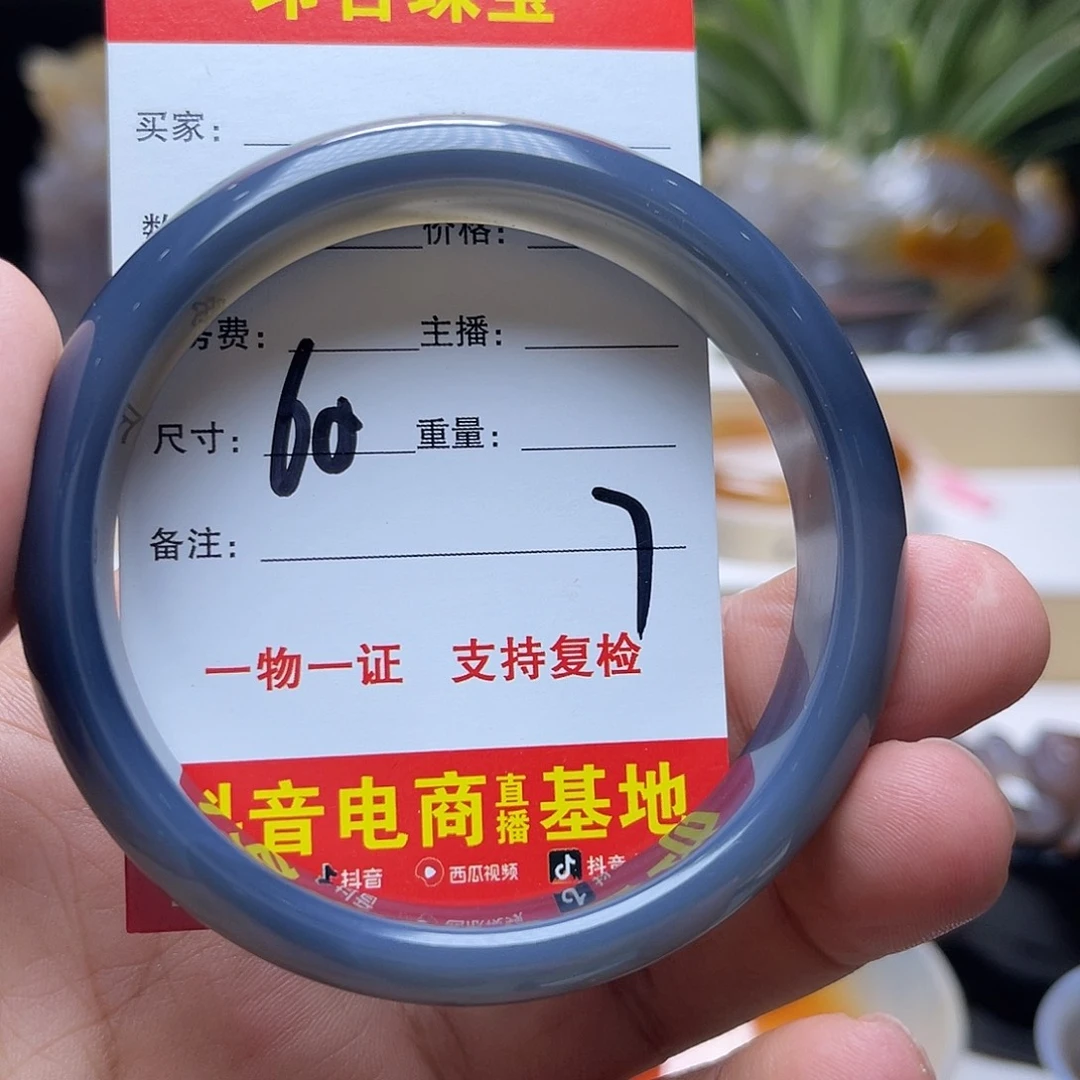 买家：
价格：
费： 主播：
尺寸：60 重量：
备注： 7
一物一证 支持复检
抖音电商直播基地
抖音 西瓜视频 抖音